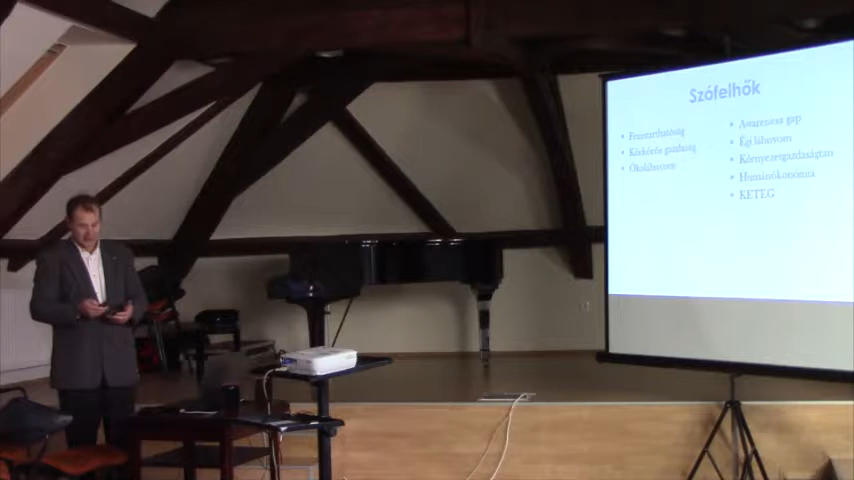 Szófelhők
Fenntarthatóság
Körkörös gazdaság
Ökolábnyom
Awareness gap
Égi lábnyom
Környezetgazdaságtan
Humánökonómia
KETEG